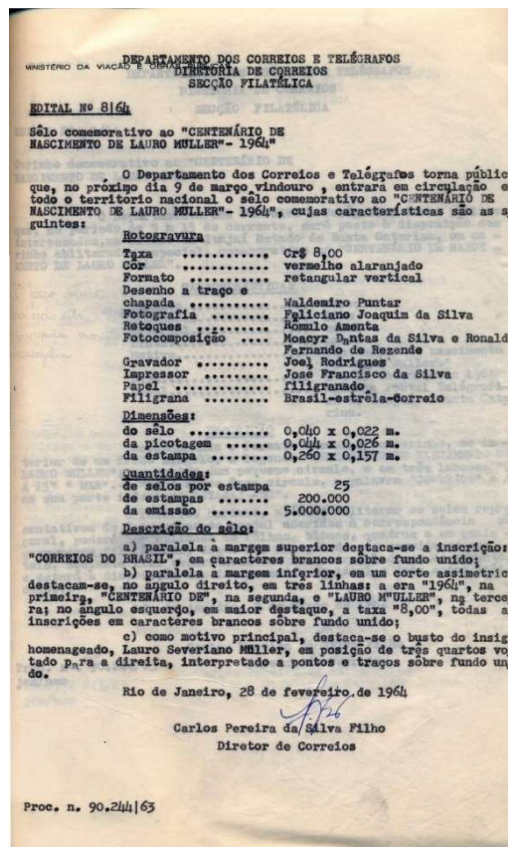 DEPARTAMENTO DOS CORREIOS E TELÉGRAFOS
MINISTÉRIO DA VIAÇÃO E OBRAS PÚBLICAS
DIRETORIA DE CORREIOS
SECÇÃO FILATÉLICA
EDITAL Nº 8|64
Sêlo comemorativo ao "CENTENÁRIO DE
NASCIMENTO DE LAURO MULLER"- 1964"
O Departamento dos Correios e Telégrafos torna públic
que, no próximo dia 9 de março vindouro , entrará em circulação e
todo o territorio nacional o sêlo comemorativo ao "CENTENÁRIO DE
NASCIMENTO DE LAURO MULLER"- 1964", cujas características são as s
guintes:
Rotogravura
Taxa ........... Cr$ 8,00
Cor ........... vermelho alaranjado
Formato .......... retangular vertical
Desenho a traço e
chapada .......... Waldemiro Puntar
Fotografia ....... Feliciano Joaquim da Silva
Retoques ......... Rômulo Amenta
Fotocomposição .... Moacyr Dantas da Silva e Ronald
Fernando de Rezende
Gravador ......... Joel Rodrigues
Impressor ........ José Francisco da Silva
Papel ........... filigranado
Filigrana ........ Brasil-estrêla-Correio
Dimensões:
do sêlo .......... 0,040 x 0,022 m.
da picotagem ...... 0,044 x 0,026 m.
da estampa ....... 0,260 x 0,157 m.
Quantidades:
de selos por estampa 25
de estampas ....... 200.000
da emissão ....... 5.000.000
Descrição do sêlo:
a) paralela à margem superior destaca-se a inscrição:
"CORREIOS DO BRASIL", em caracteres brancos sôbre fundo unido;
b) paralela à margem inferior, em um corte assimetric
destacam-se, no ângulo direito, em três linhas: a era "1964", na
primeira, "CENTENÁRIO DE", na segunda, e "LAURO M"ULLER", na terce
ra; no ângulo esquerdo, em maior destaque, a taxa "8,00", todas a
inscrições em caracteres brancos sôbre fundo unido;
c) como motivo principal, destaca-se o busto do insig
homenageado, Lauro Severiano Müller, em posição de três quartos vo
tado para a direita, interpretado a pontos e traços sôbre fundo un
do.
Rio de Janeiro, 28 de fevereiro de 1964
Carlos Pereira da Silva Filho
Diretor de Correios
Proc. n. 90.244|63